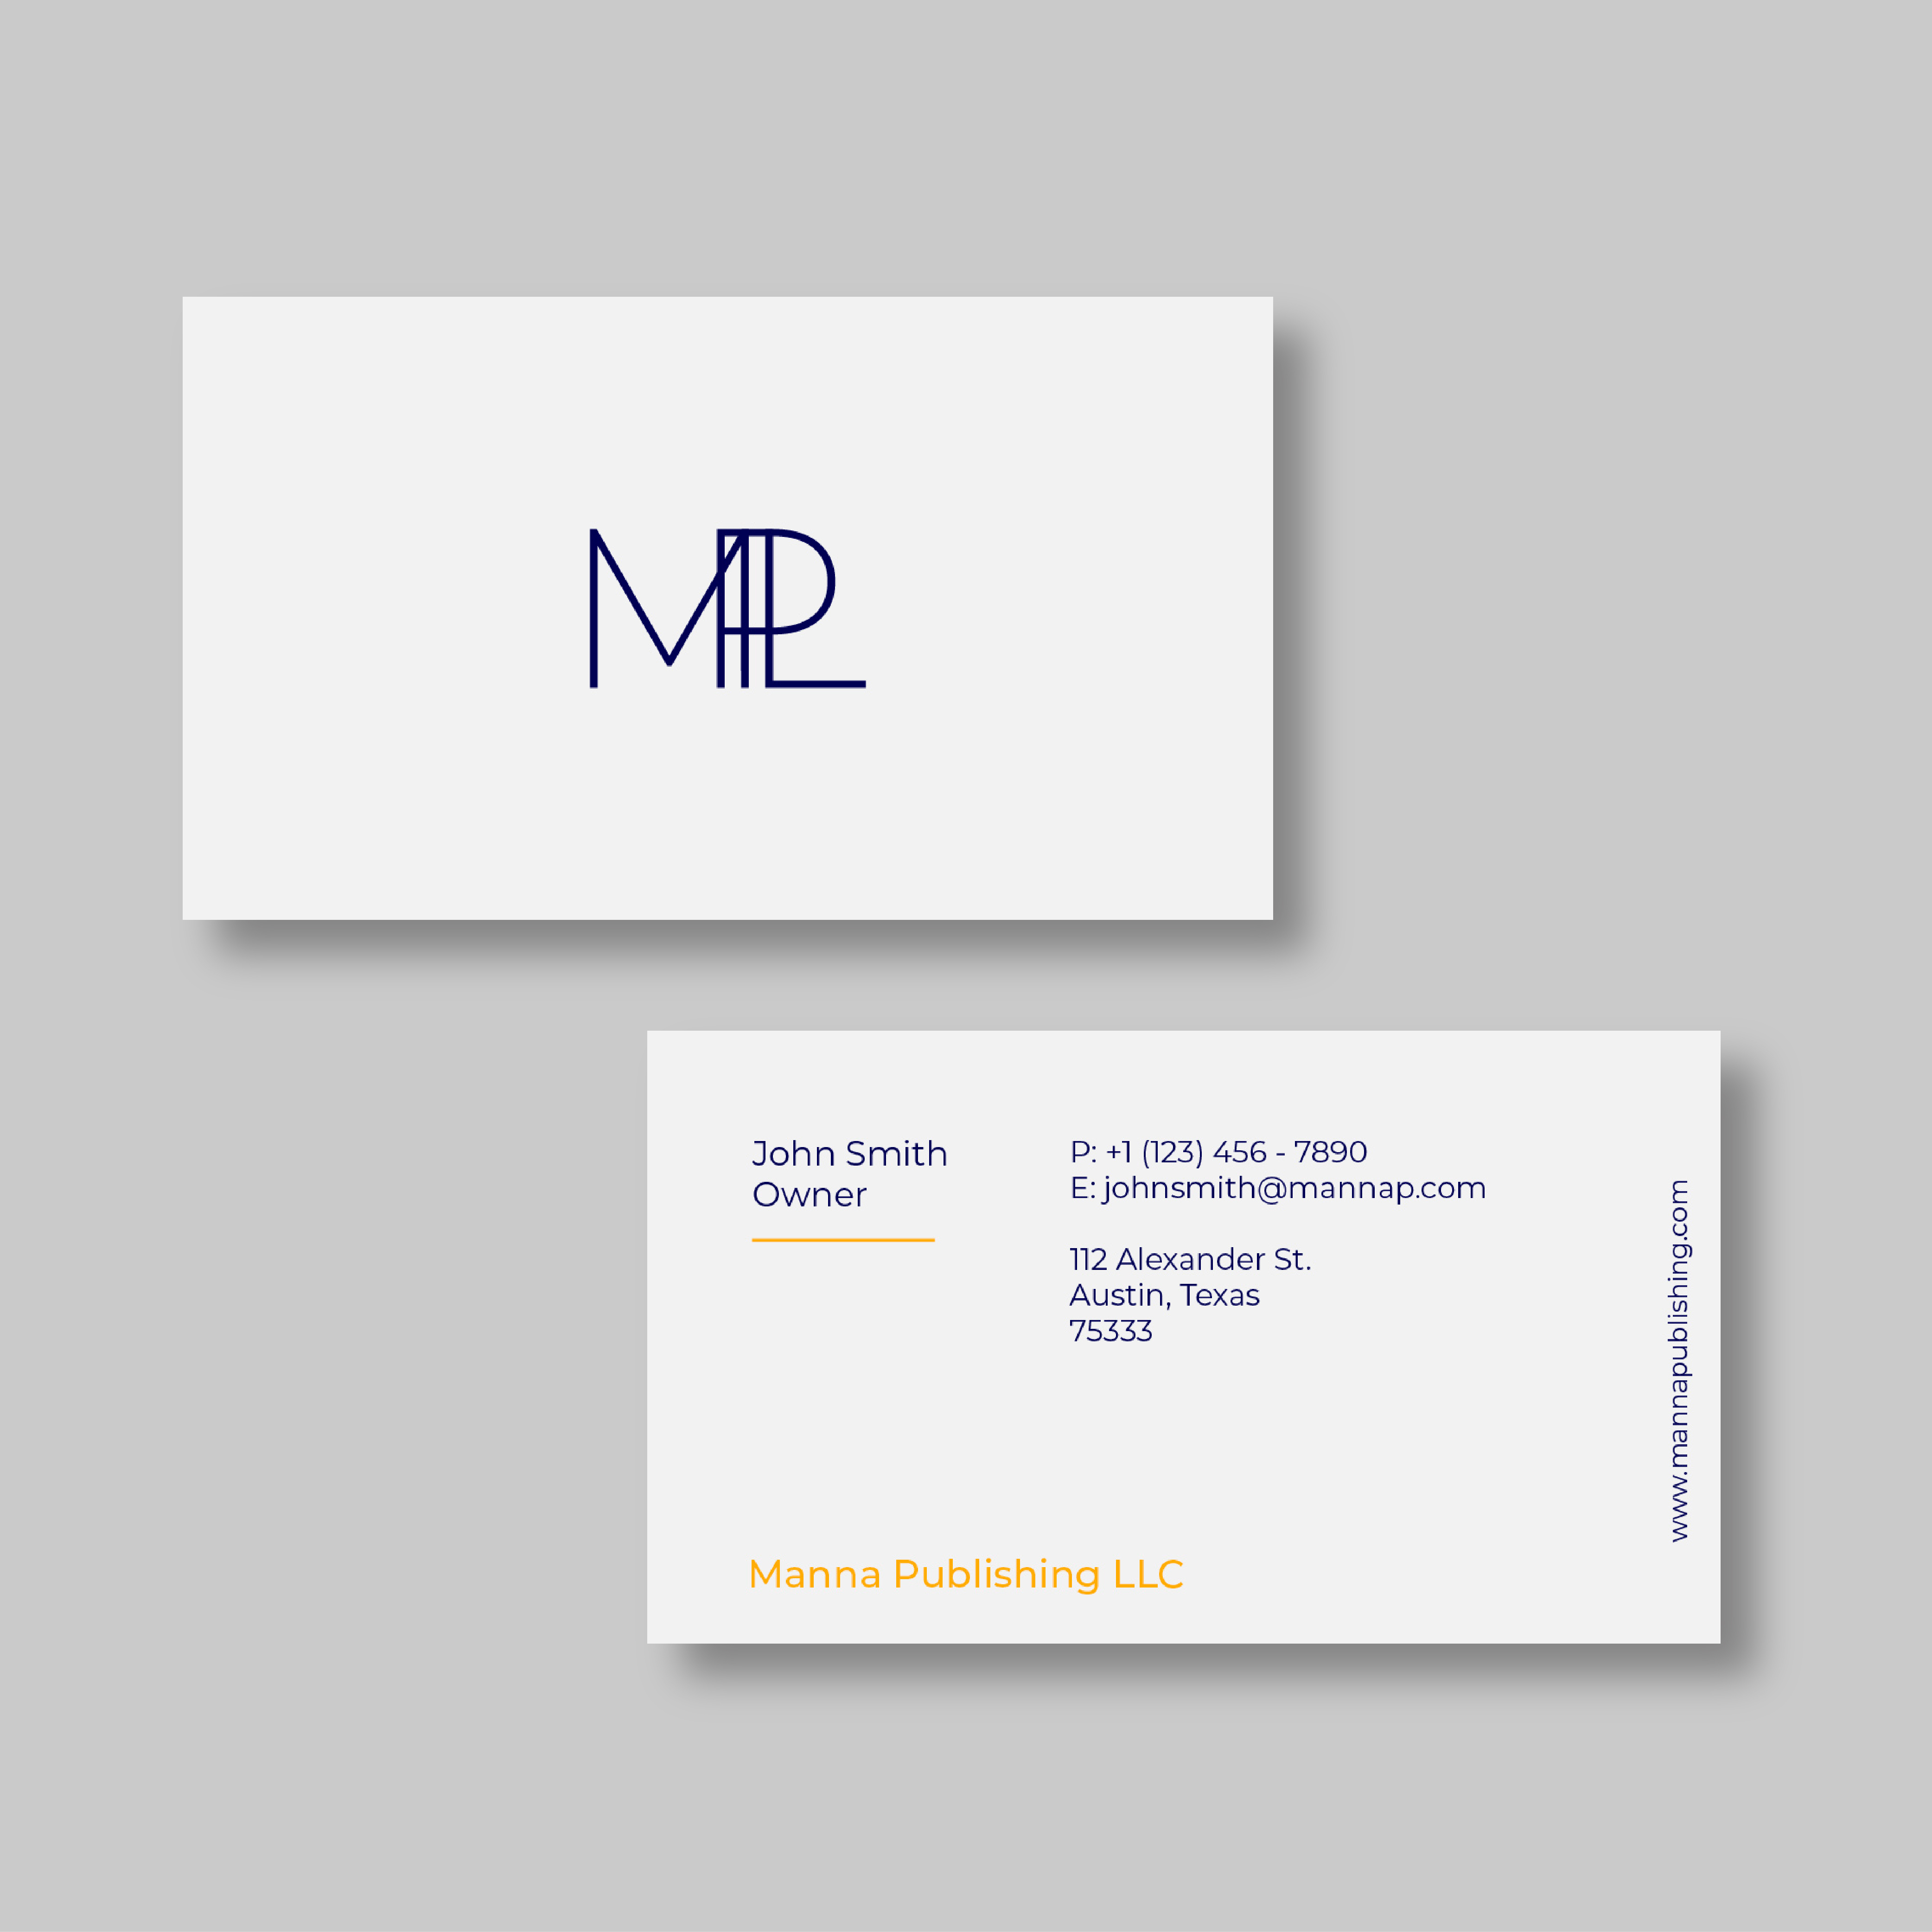 MPL
John Smith
Owner
P: +1 (123) 456 - 7890
E: johnsmith@mannap.com
112 Alexander St.
Austin, Texas
75333
www.mannapublishing.com
Manna Publishing LLC